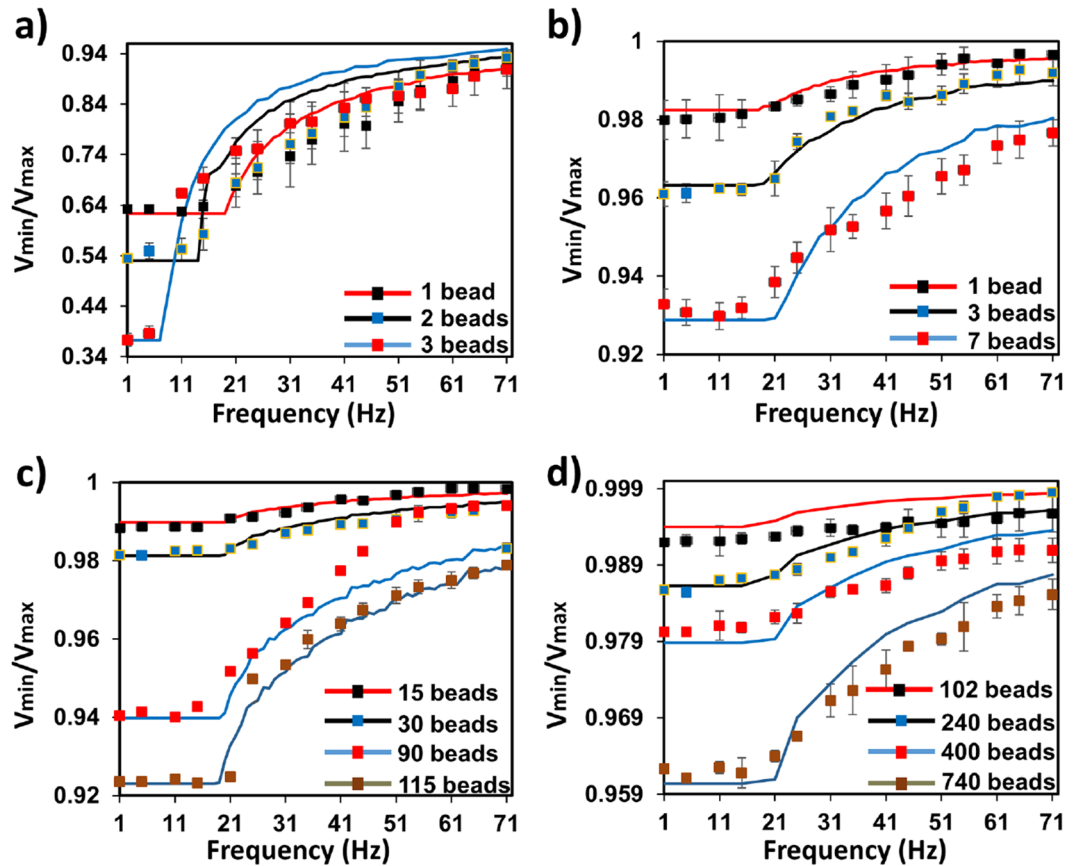 a)
Vmin/Vmax
0.94
0.84
0.74
0.64
0.54
0.44
0.34
1 bead
2 beads
3 beads
1 11 21 31 41 51 61 71
Frequency (Hz)
b)
Vmin/Vmax
1
0.98
0.96
0.94
0.92
1 bead
3 beads
7 beads
1 11 21 31 41 51 61 71
Frequency (Hz)
c)
Vmin/Vmax
1
0.98
0.96
0.94
0.92
15 beads
30 beads
90 beads
115 beads
1 11 21 31 41 51 61 71
Frequency (Hz)
d)
Vmin/Vmax
0.999
0.989
0.979
0.969
0.959
102 beads
240 beads
400 beads
740 beads
1 11 21 31 41 51 61 71
Frequency (Hz)